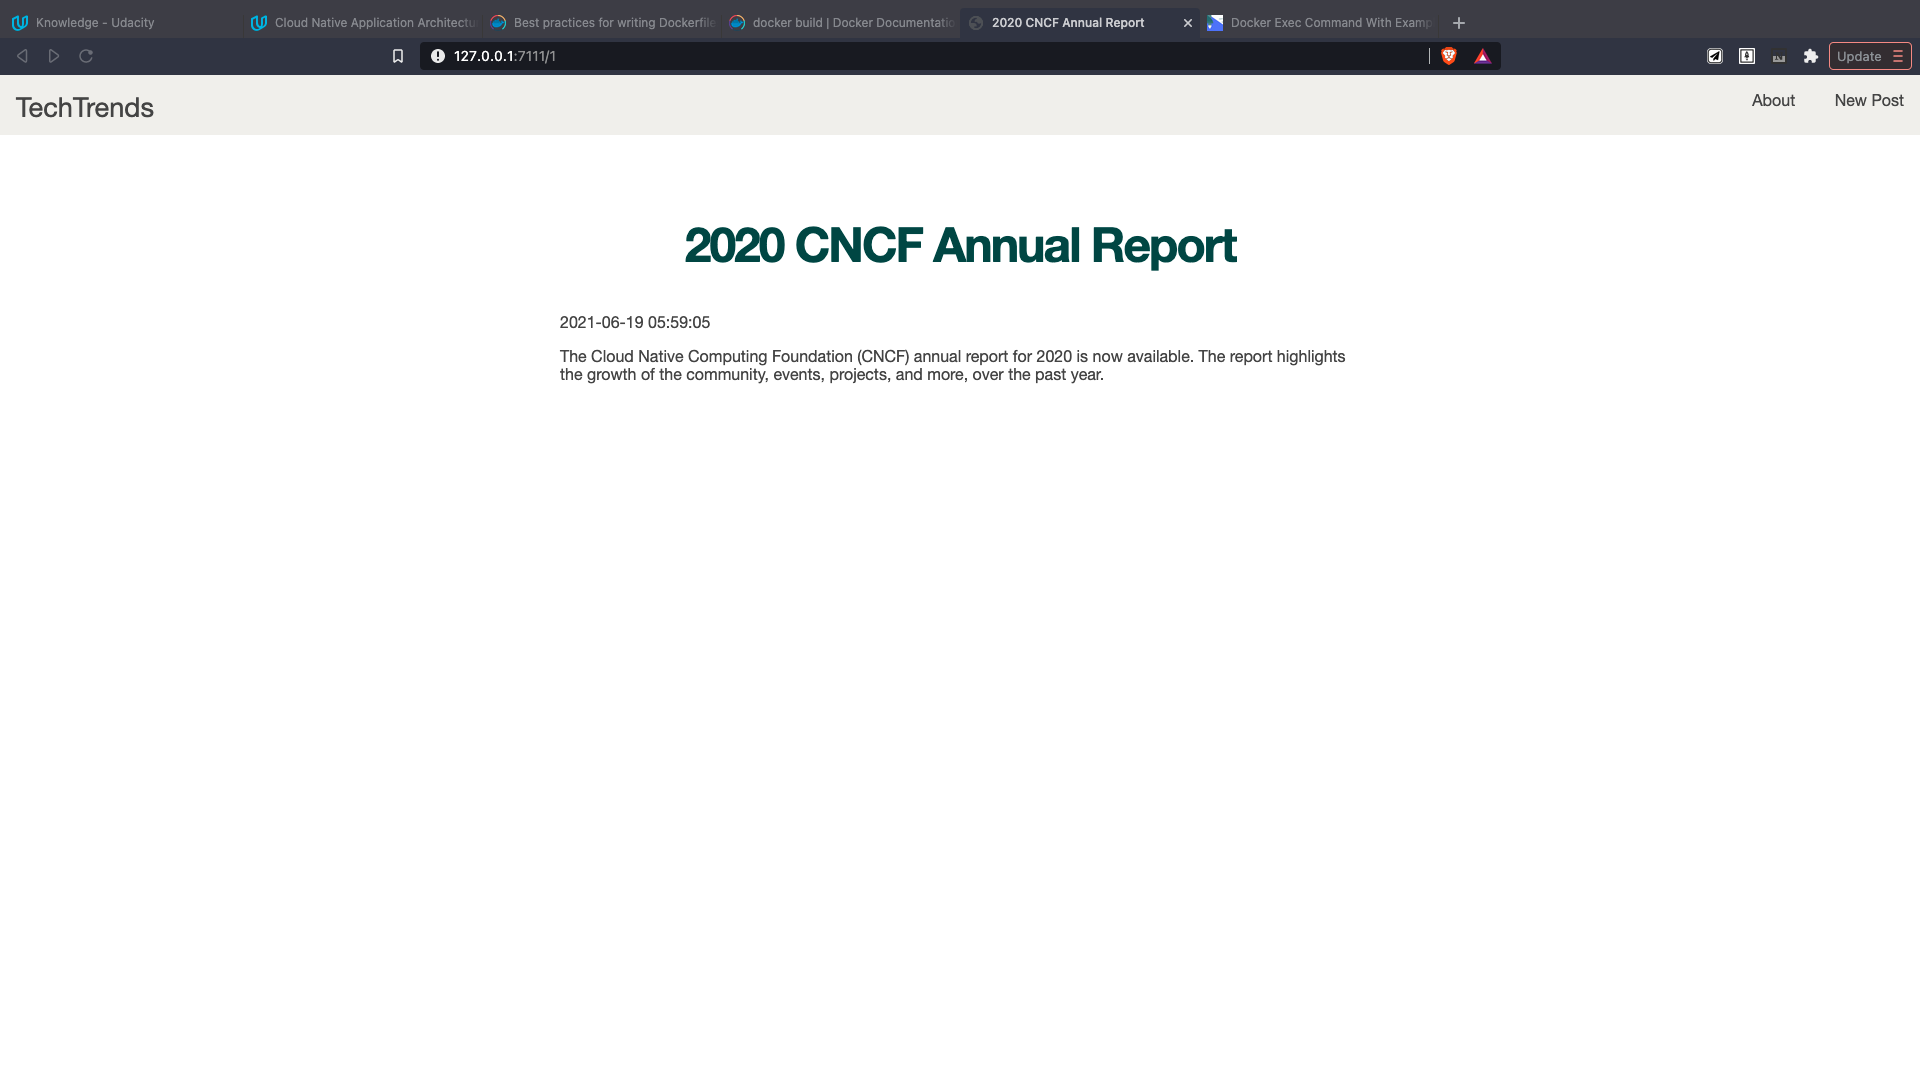 Knowledge - Udacity
Cloud Native Application Architectu
Best practices for writing Dockerfile
docker build | Docker Documentatio
2020 CNCF Annual Report
Docker Exec Command With Examp
127.0.0.1:7111/1
Update
TechTrends
About
New Post
2020 CNCF Annual Report
2021-06-19 05:59:05
The Cloud Native Computing Foundation (CNCF) annual report for 2020 is now available. The report highlights
the growth of the community, events, projects, and more, over the past year.